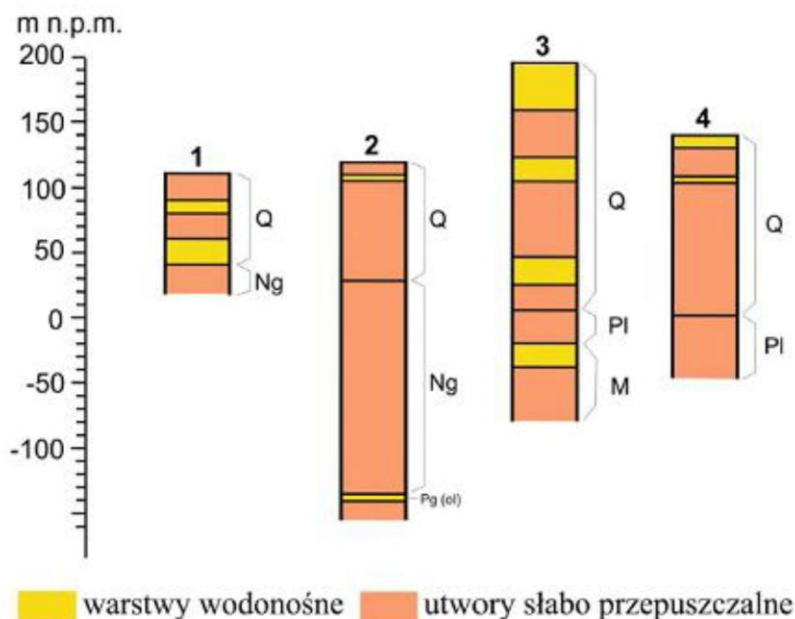 m n.p.m.
200
150
100
50
0
-50
-100
1
Q
Ng
2
Q
Ng
Pg (ol)
3
Q
Pl
M
4
Q
Pl
warstwy wodonośne
utwory słabo przepuszczalne